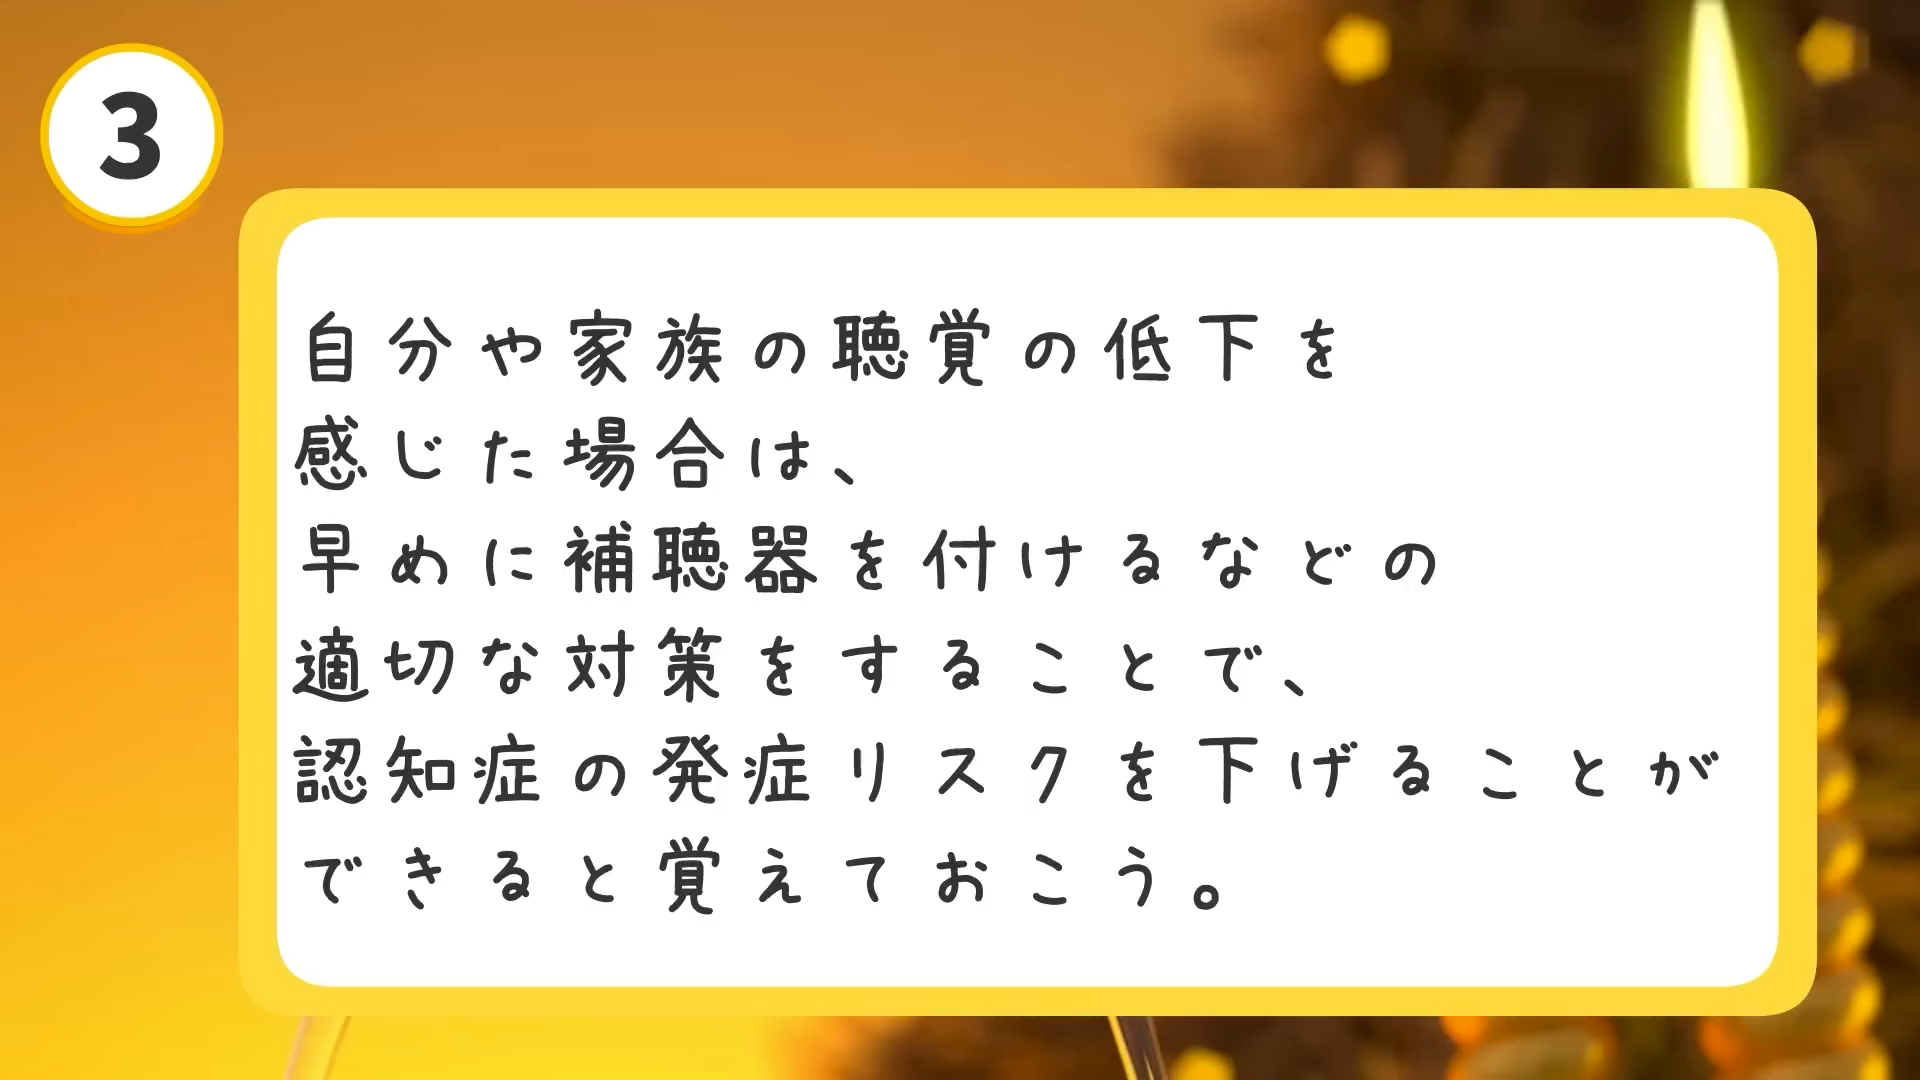 3
自分や家族の聴覚の低下を
感じた場合は、
早めに補聴器を付けるなどの
適切な対策をすることで、
認知症の発症リスクを下げることが
できると覚えておこう。